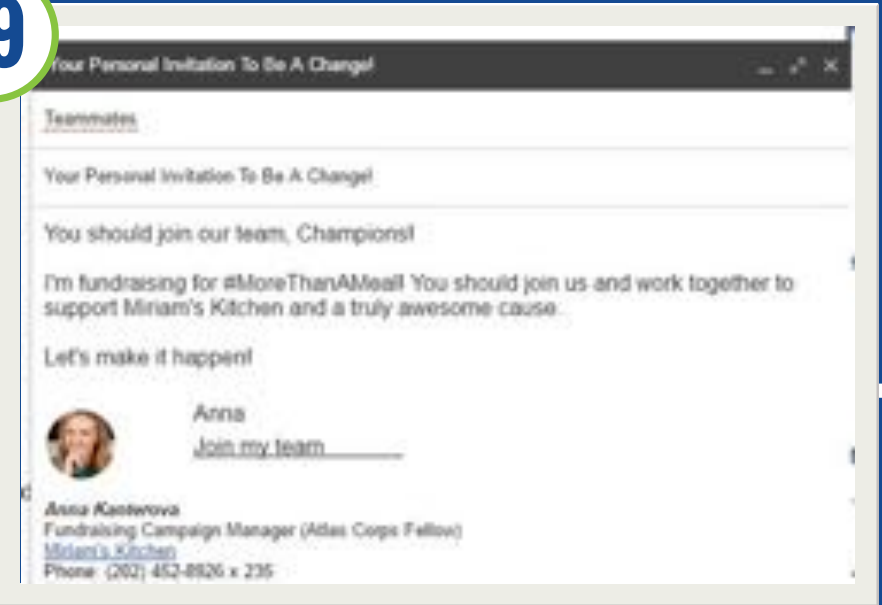 9
Your Personal Invitation To Be A Change!
Teammates
Your Personal Invitation To Be A Change!
You should join our team, Champions!
I'm fundraising for #MoreThanAMeal! You should join us and work together to
support Miriam's Kitchen and a truly awesome cause.
Let's make it happen!
Anna
Join my team
Anna
Fundraising Campaign Manager (Atlas Corps Fellow)
Miriam's Kitchen
Phone: (202) 452-8926 x 235